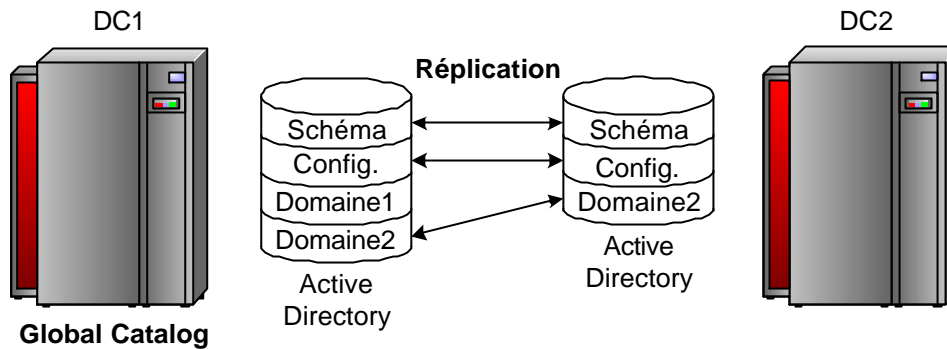 DC1
DC2
Réplication
Schéma
Config.
Domaine1
Domaine2
Active
Directory
Schéma
Config.
Domaine2
Active
Directory
Global Catalog